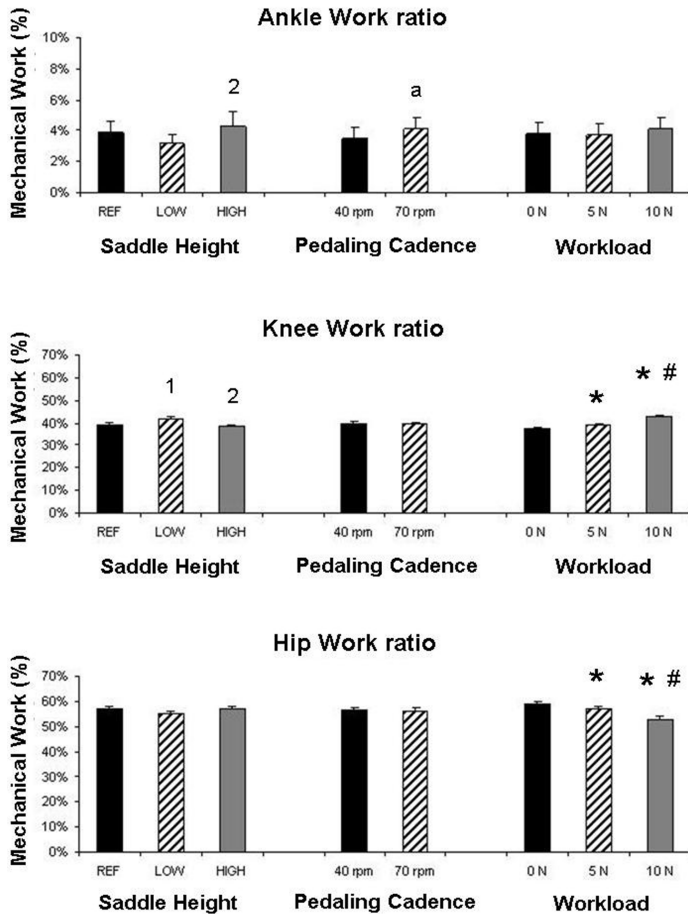 Ankle Work ratio
Mechanical Work (%)
10%
8%
6%
4%
2%
0%
2
a
REF LOW HIGH 40 rpm 70 rpm 0 N 5 N 10 N
Saddle Height Pedaling Cadence Workload
Knee Work ratio
Mechanical Work (%)
70%
60%
50%
40%
30%
20%
10%
0%
1
2
*
* #
REF LOW HIGH 40 rpm 70 rpm 0 N 5 N 10 N
Saddle Height Pedaling Cadence Workload
Hip Work ratio
Mechanical Work (%)
70%
60%
50%
40%
30%
20%
10%
0%
*
* #
REF LOW HIGH 40 rpm 70 rpm 0 N 5 N 10 N
Saddle Height Pedaling Cadence Workload